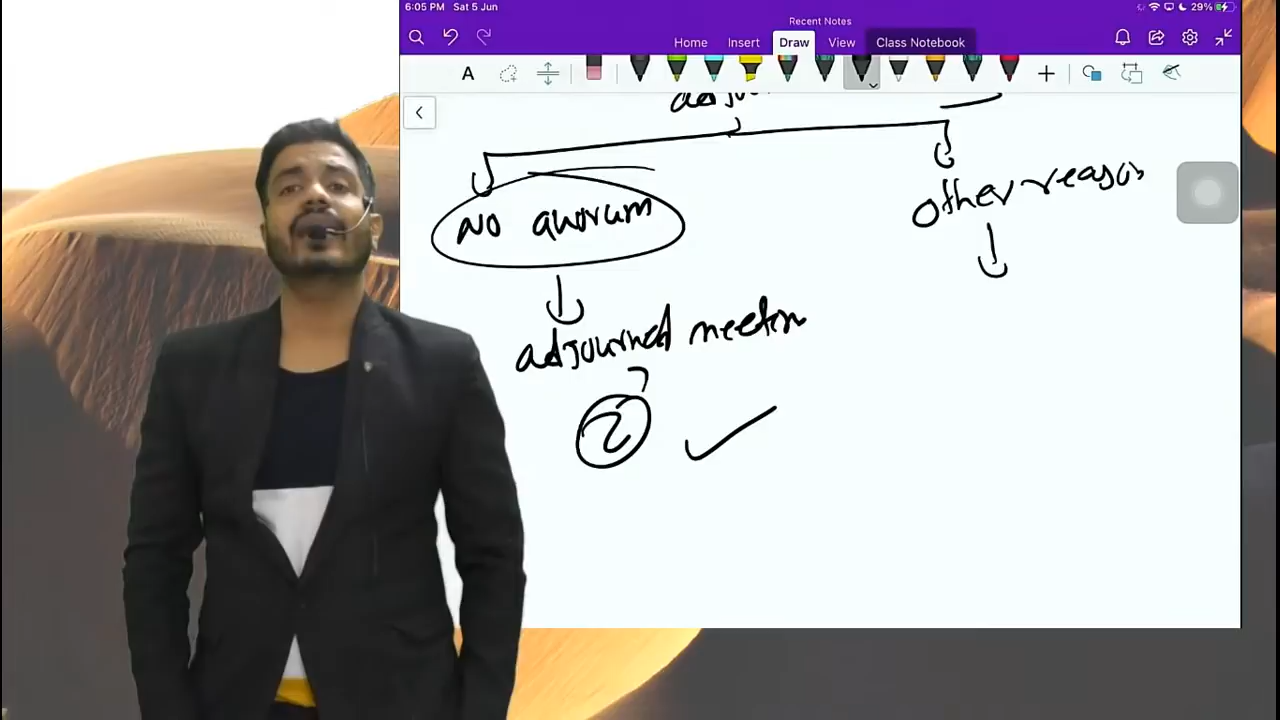 6:05 PM Sat 5 Jun
29%
Recent Notes
Home Insert Draw View Class Notebook
A
No quorum
Other reason
adjourned meetin
2